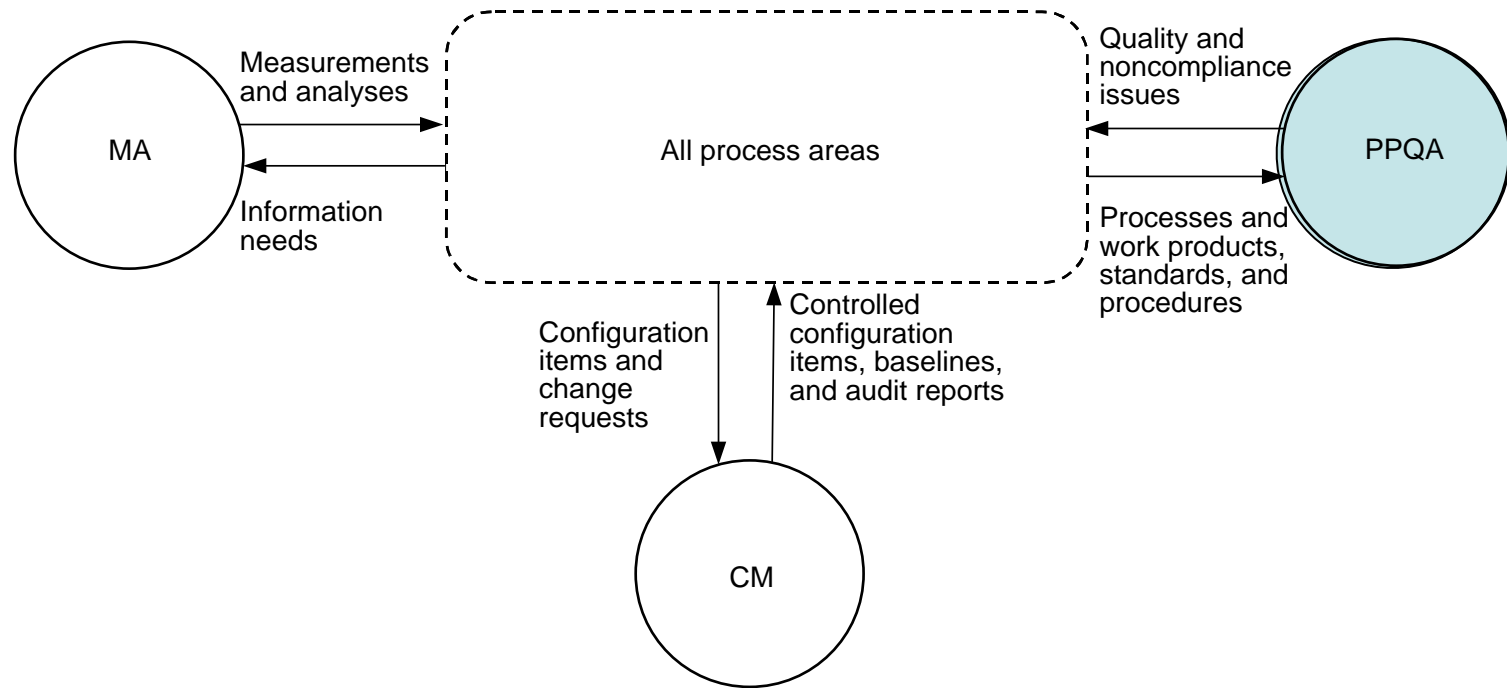 Measurements
and analyses
MA
Information
needs
All process areas
Quality and
noncompliance
issues
PPQA
Processes and
work products,
standards, and
procedures
Configuration
items and
change
requests
Controlled
configuration
items, baselines,
and audit reports
CM